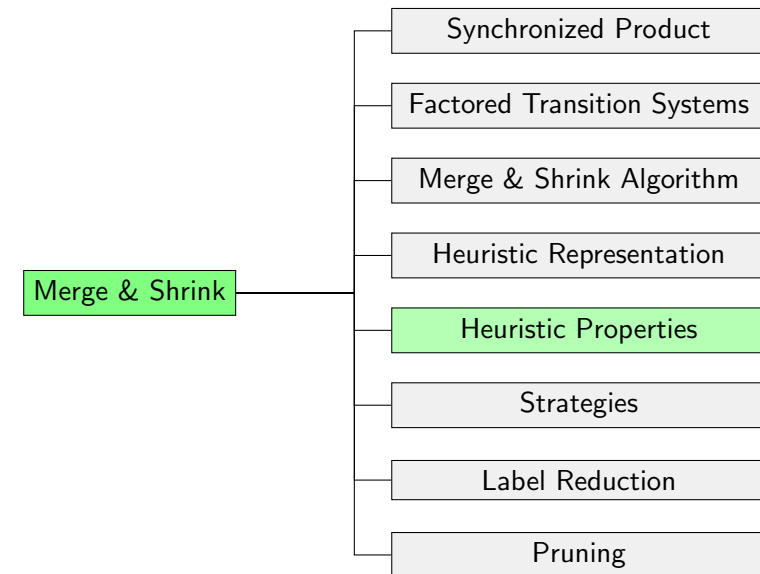 Synchronized Product
Factored Transition Systems
Merge & Shrink Algorithm
Heuristic Representation
Merge & Shrink
Heuristic Properties
Strategies
Label Reduction
Pruning